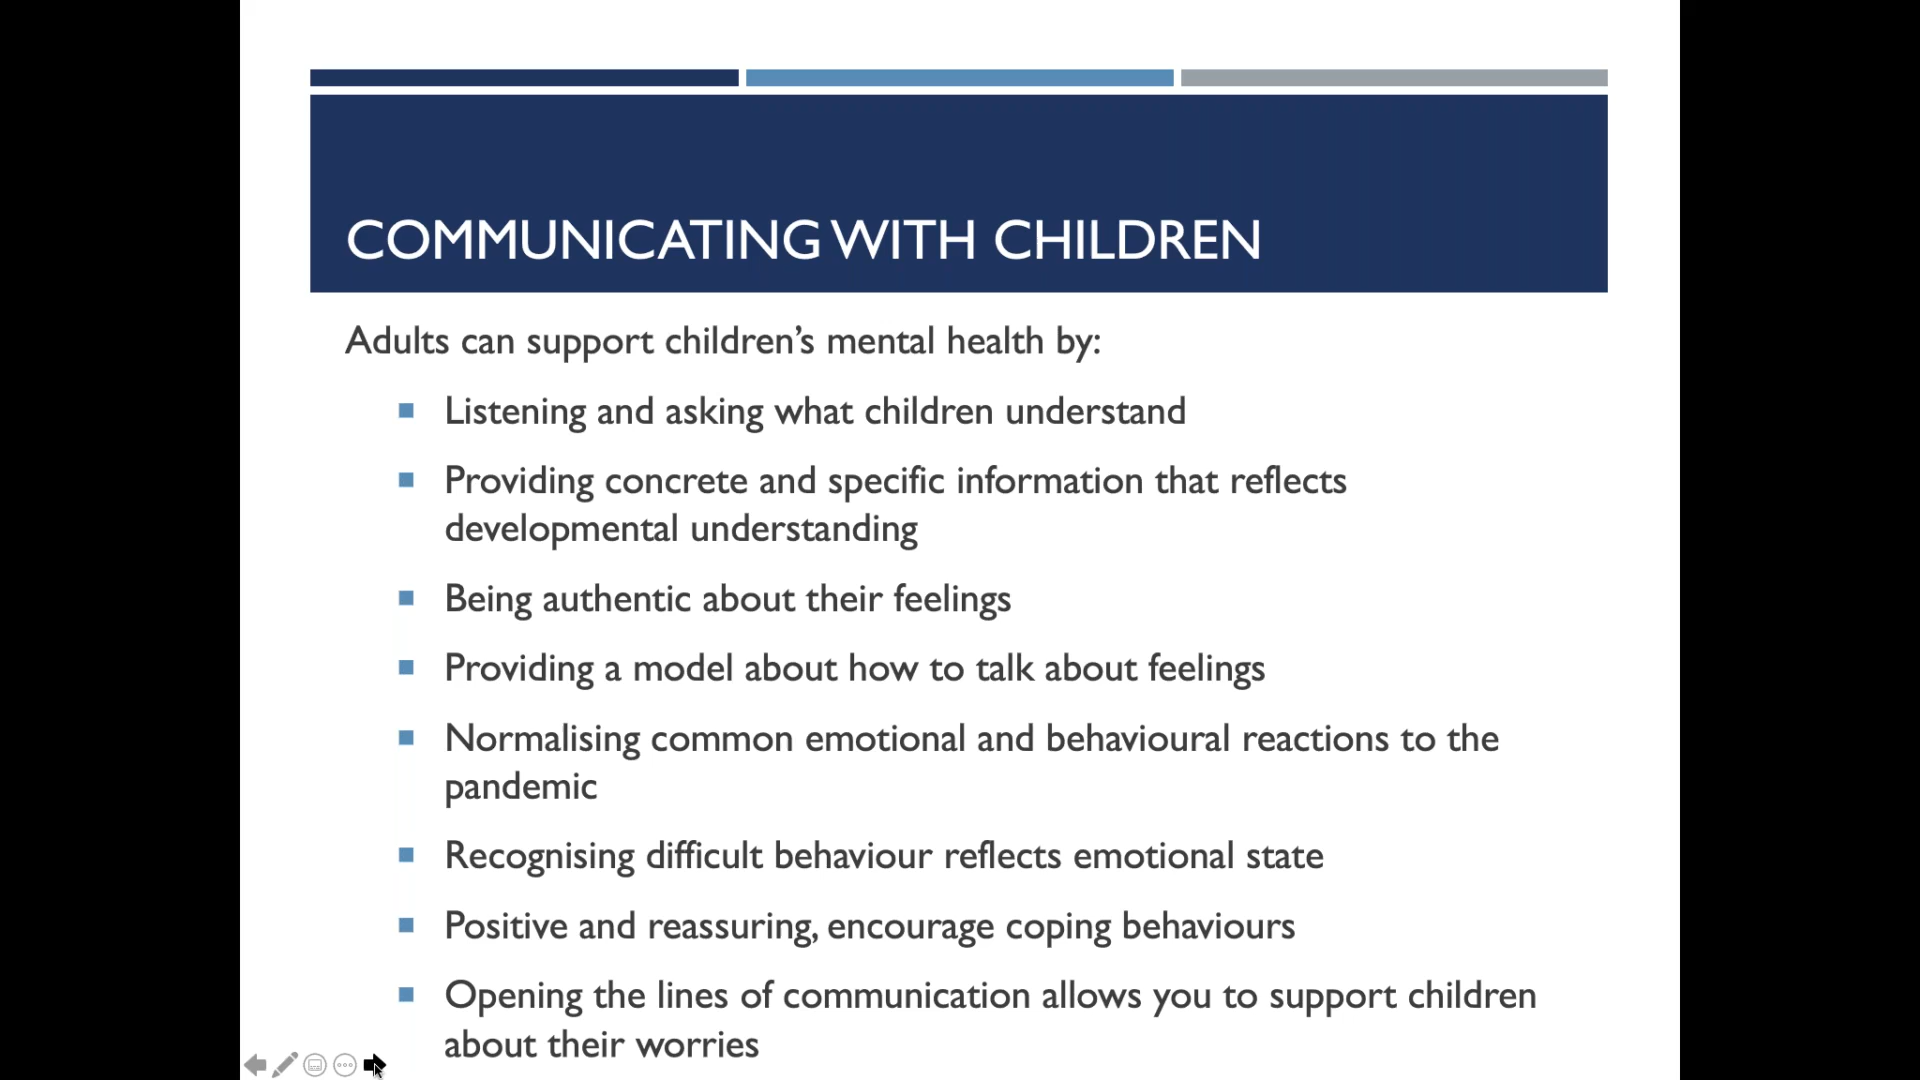 COMMUNICATING WITH CHILDREN
Adults can support children's mental health by:
Listening and asking what children understand
Providing concrete and specific information that reflects
developmental understanding
Being authentic about their feelings
Providing a model about how to talk about feelings
Normalising common emotional and behavioural reactions to the
pandemic
Recognising difficult behaviour reflects emotional state
Positive and reassuring, encourage coping behaviours
Opening the lines of communication allows you to support children
about their worries